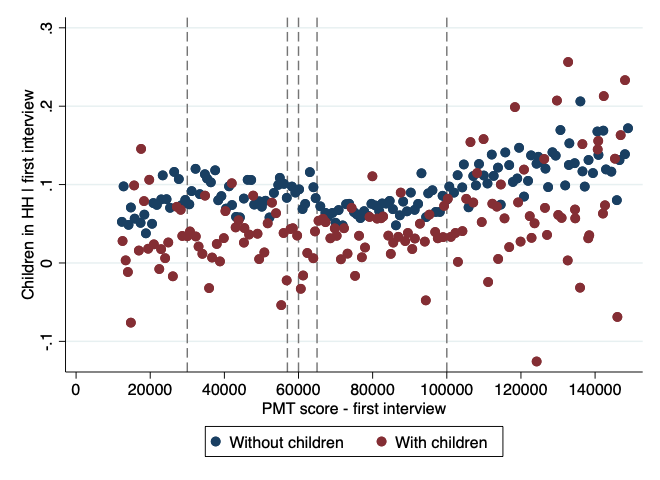 .3
.2
.1
0
-.1
Children in HH | first interview
0 20000 40000 60000 80000 100000 120000 140000
PMT score - first interview
Without children With children